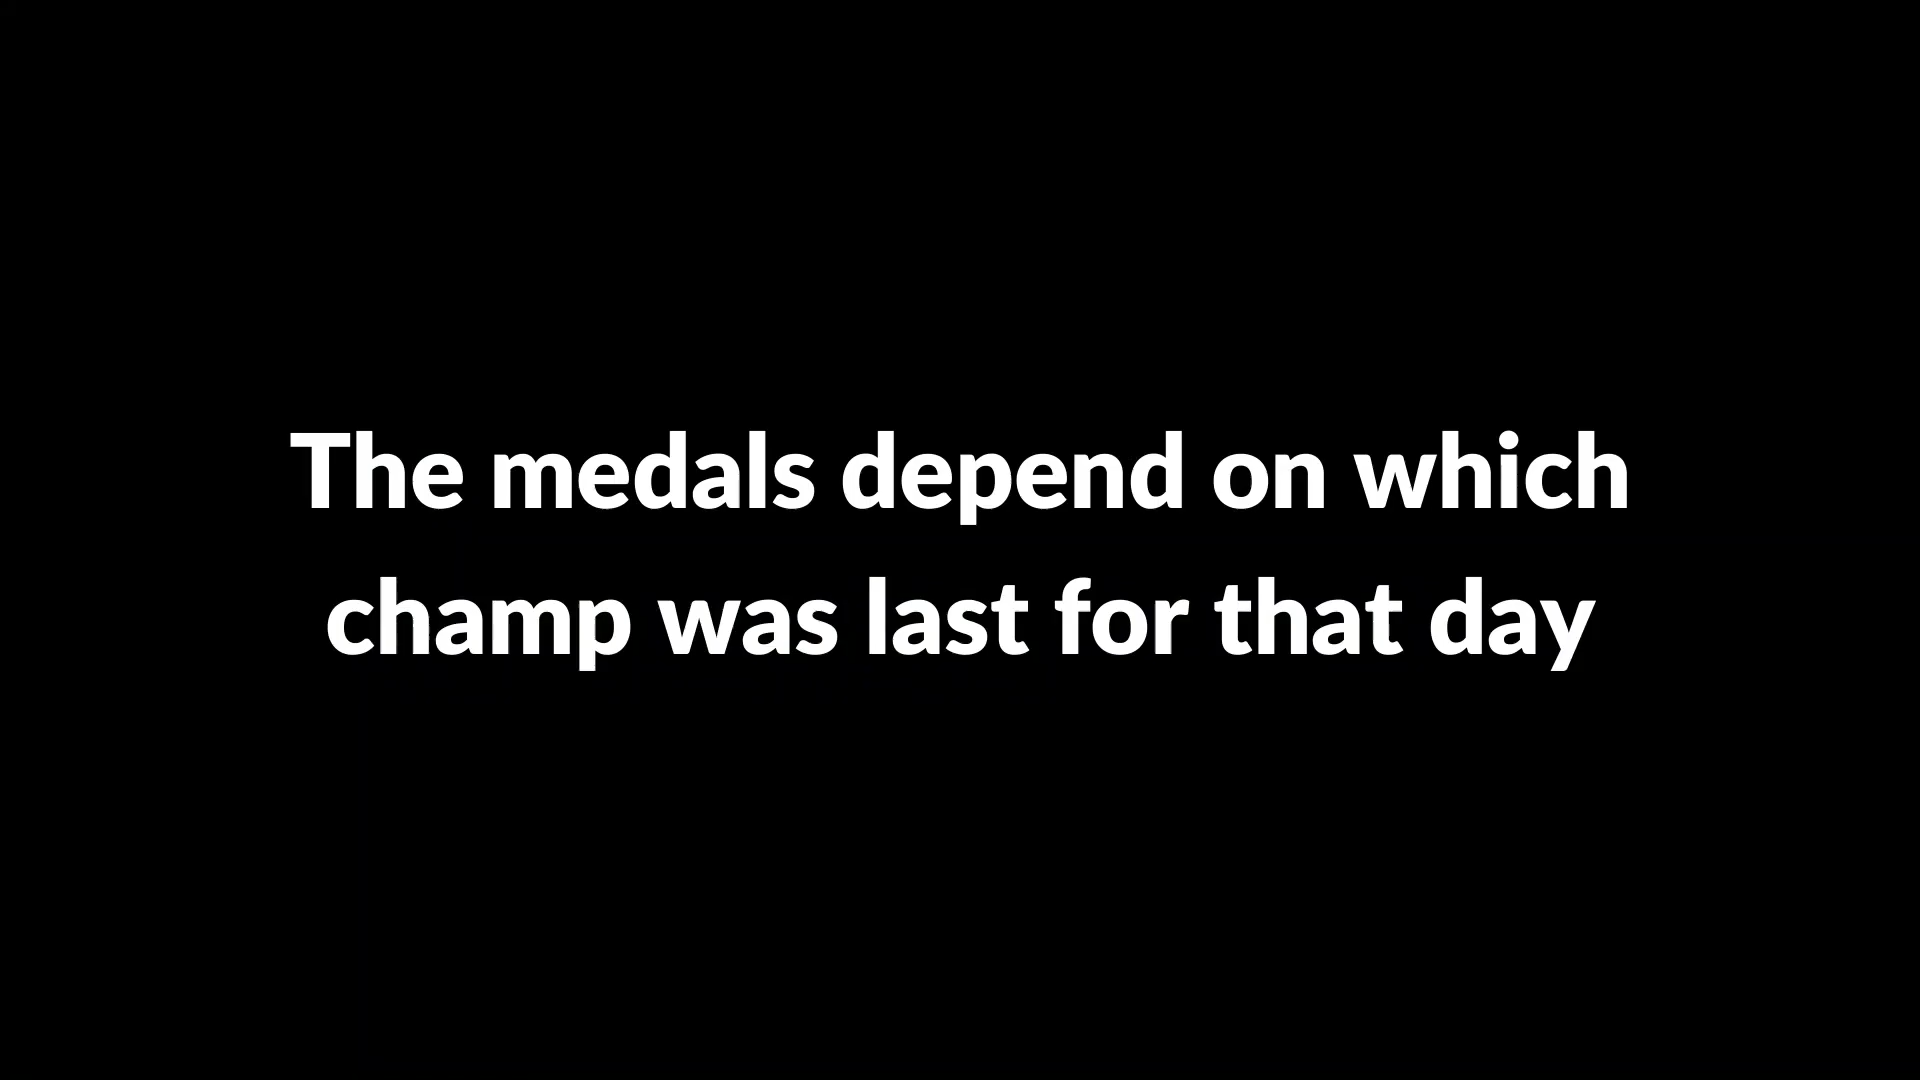 The medals depend on which
champ was last for that day